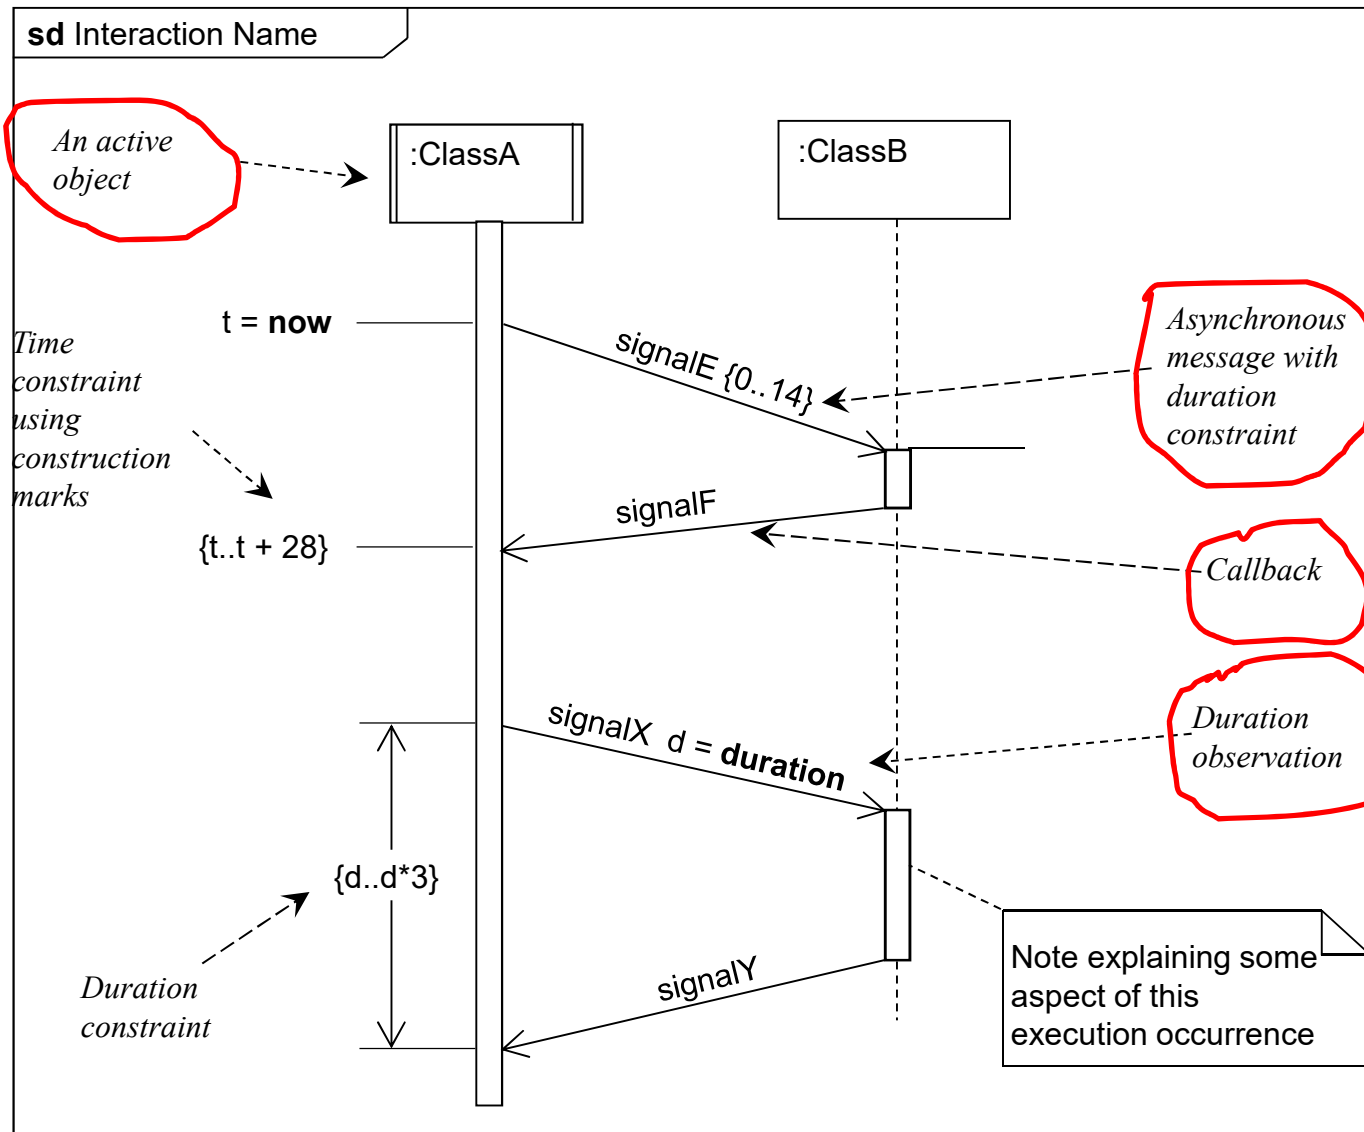 sd Interaction Name
An active
object
:ClassA
:ClassB
t = now
Time
constraint
using
construction
marks
signalE {0..14}
Asynchronous
message with
duration
constraint
signalF
{t..t + 28}
Callback
signalX d = duration
Duration
observation
{d..d*3}
Duration
constraint
signalY
Note explaining some
aspect of this
execution occurrence